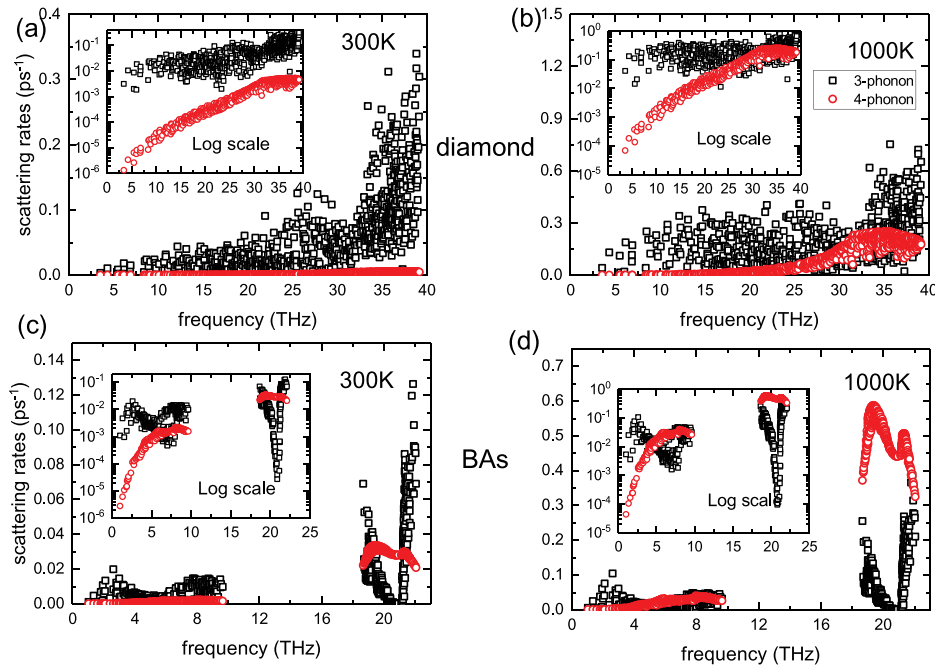 (a)
300K
scattering rates (ps⁻¹)
0.4
0.3
0.2
0.1
0.0
0 5 10 15 20 25 30 35 40
frequency (THz)
10⁻¹
10⁻²
10⁻³
10⁻⁴
10⁻⁵
10⁻⁶
0 5 10 15 20 25 30 35 40
Log scale
diamond
(b)
1000K
3-phonon
4-phonon
1.5
1.2
0.9
0.6
0.3
0.0
0 5 10 15 20 25 30 35 40
frequency (THz)
10⁰
10⁻¹
10⁻²
10⁻³
10⁻⁴
10⁻⁵
0 5 10 15 20 25 30 35 40
Log scale
(c)
300K
scattering rates (ps⁻¹)
0.14
0.12
0.10
0.08
0.06
0.04
0.02
0.00
0 4 8 12 16 20
frequency (THz)
10⁻¹
10⁻²
10⁻³
10⁻⁴
10⁻⁵
10⁻⁶
0 5 10 15 20 25
Log scale
BAs
(d)
1000K
0.7
0.6
0.5
0.4
0.3
0.2
0.1
0.0
0 4 8 12 16 20
frequency (THz)
10⁰
10⁻¹
10⁻²
10⁻³
10⁻⁴
10⁻⁵
0 5 10 15 20 25
Log scale